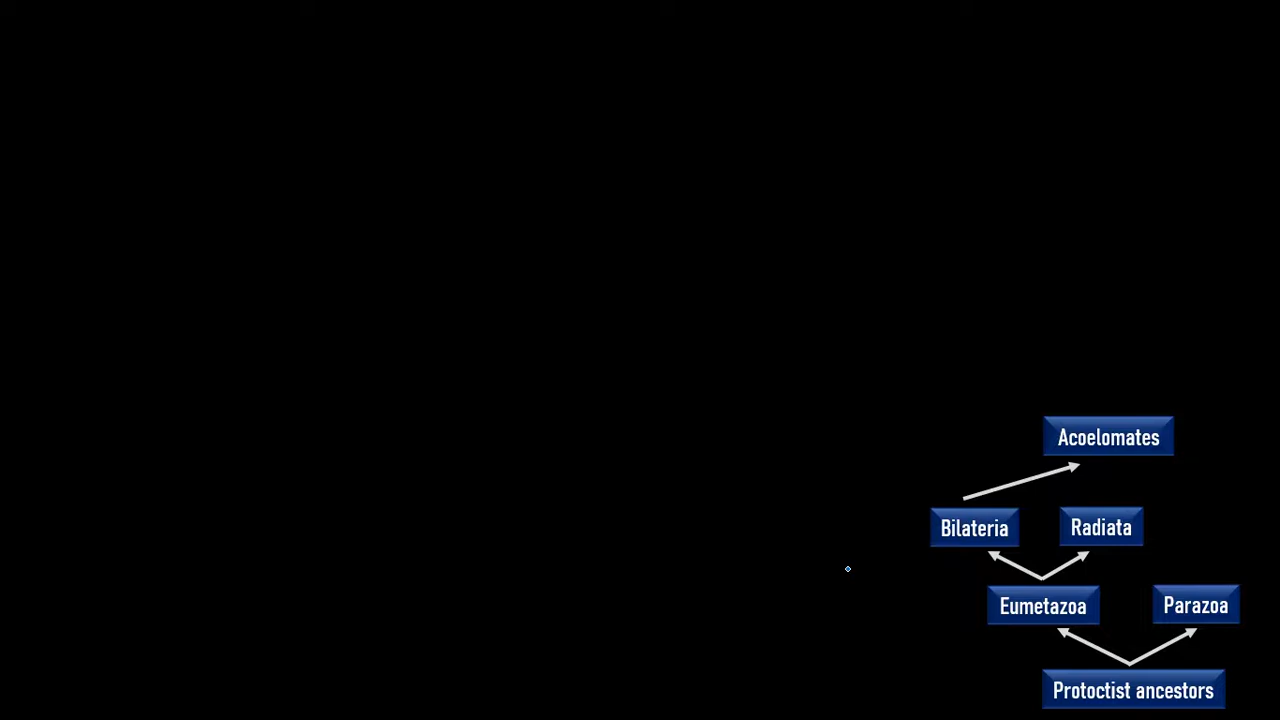 Acoelomates
Bilateria
Radiata
Eumetazoa
Parazoa
Protoctist ancestors